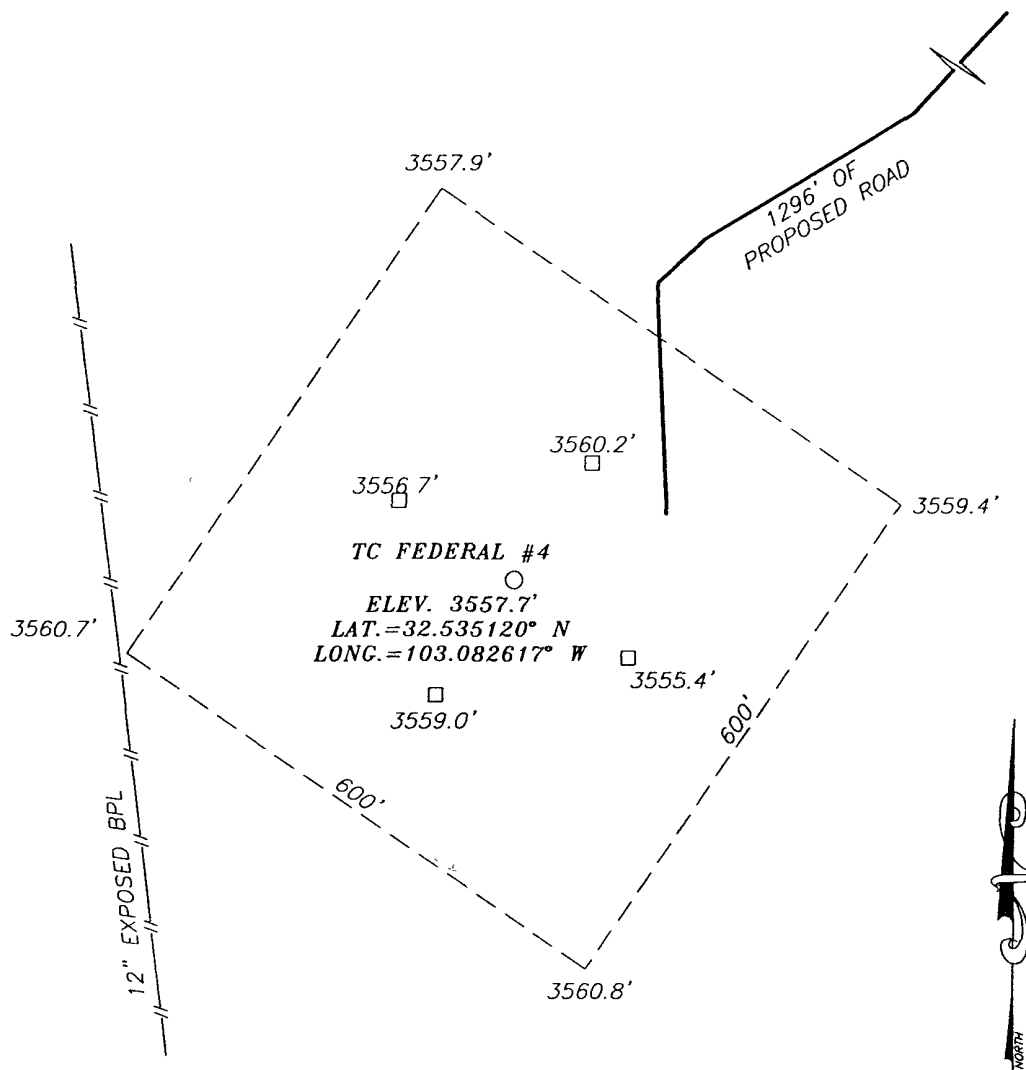 3557.9'
1296' OF
PROPOSED ROAD
3560.2'
3556.7'
3559.4'
TC FEDERAL #4
ELEV. 3557.7'
LAT.=32.535120° N
LONG.=103.082617° W
3560.7'
3555.4'
3559.0'
600'
600'
12" EXPOSED BPL
3560.8'
NORTH